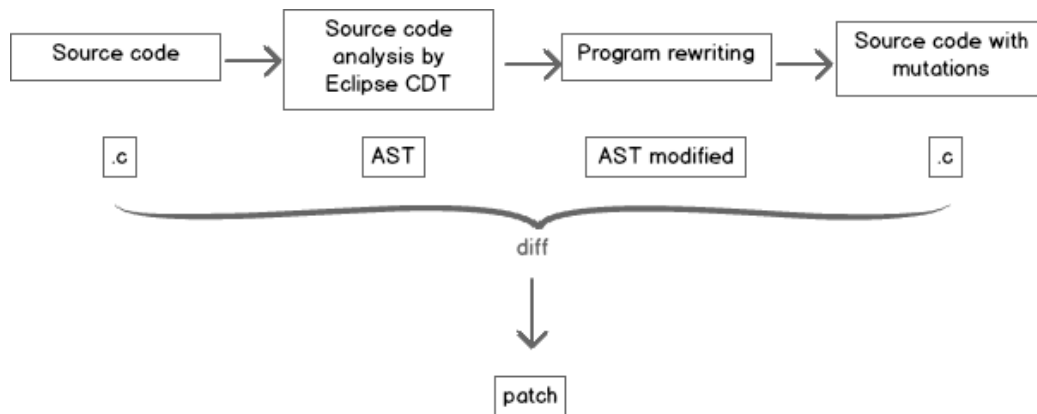 Source code
Source code
analysis by
Eclipse CDT
Program rewriting
Source code with
mutations
.c
AST
AST modified
.c
diff
patch